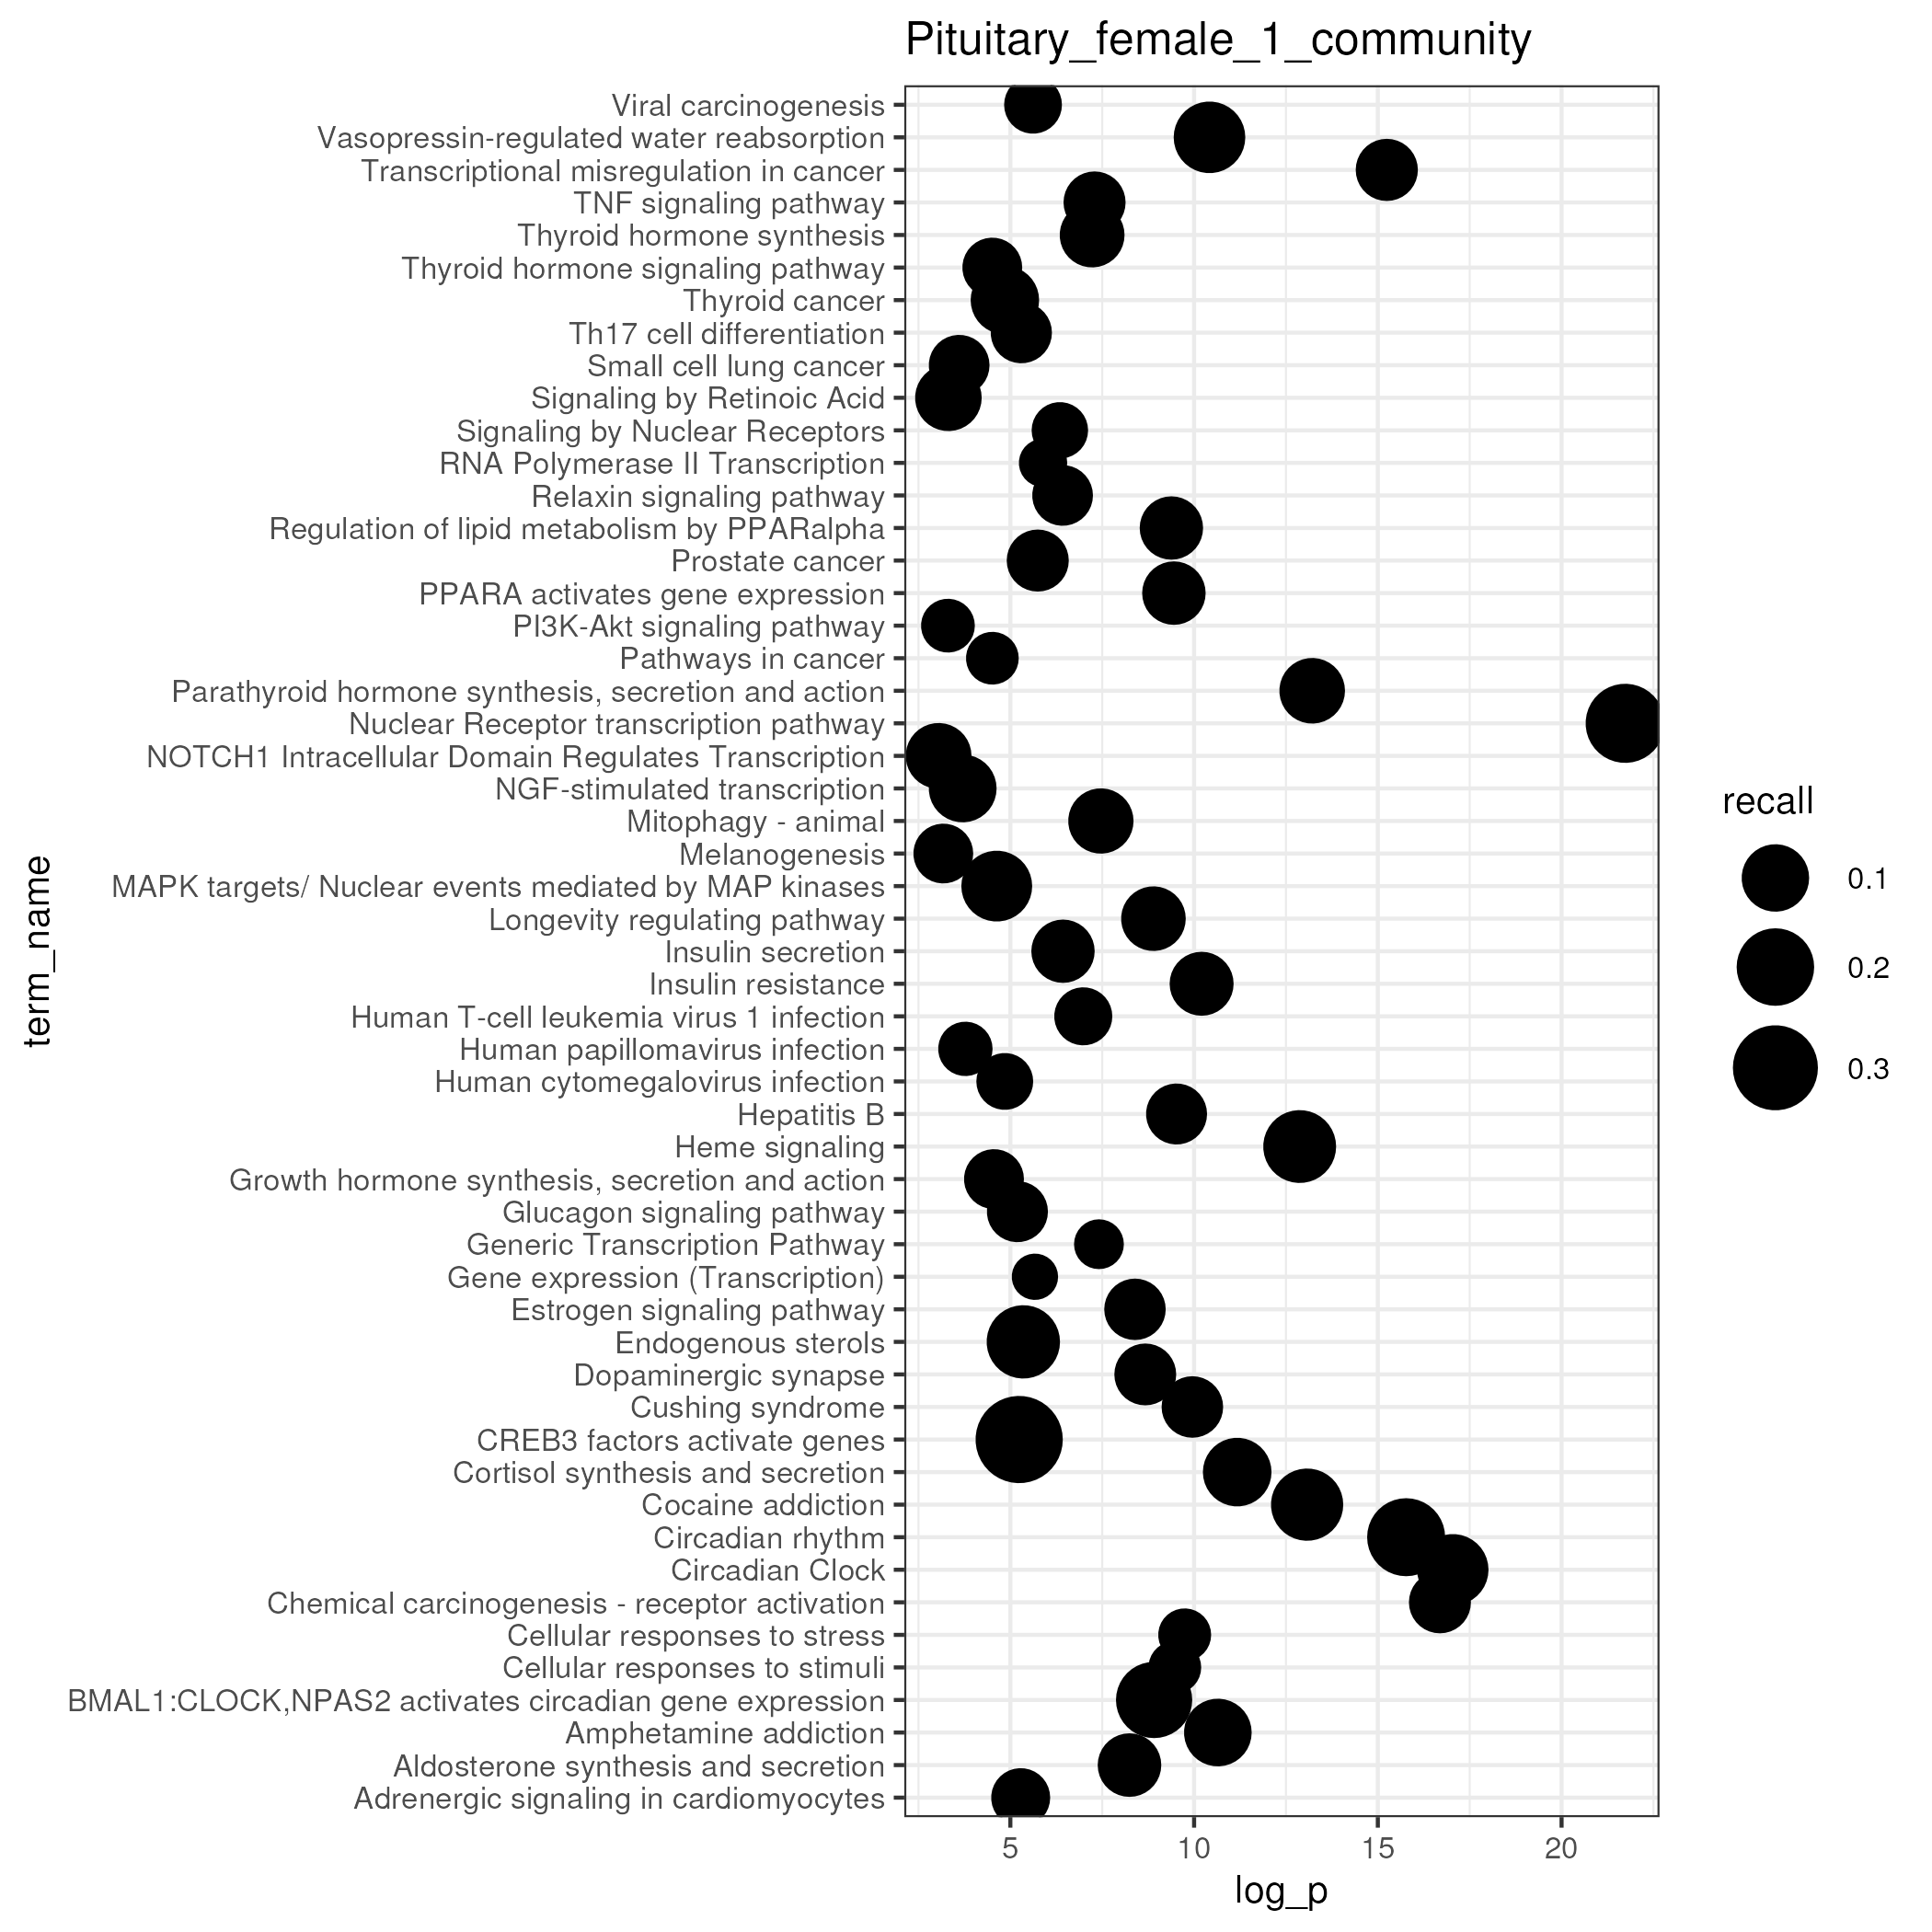 Pituitary_female_1_community
Viral carcinogenesis
Vasopressin-regulated water reabsorption
Transcriptional misregulation in cancer
TNF signaling pathway
Thyroid hormone synthesis
Thyroid hormone signaling pathway
Thyroid cancer
Th17 cell differentiation
Small cell lung cancer
Signaling by Retinoic Acid
Signaling by Nuclear Receptors
RNA Polymerase II Transcription
Relaxin signaling pathway
Regulation of lipid metabolism by PPARalpha
Prostate cancer
PPARA activates gene expression
PI3K-Akt signaling pathway
Pathways in cancer
Parathyroid hormone synthesis, secretion and action
Nuclear Receptor transcription pathway
NOTCH1 Intracellular Domain Regulates Transcription
NGF-stimulated transcription
Mitophagy - animal
Melanogenesis
MAPK targets/ Nuclear events mediated by MAP kinases
Longevity regulating pathway
Insulin secretion
Insulin resistance
Human T-cell leukemia virus 1 infection
Human papillomavirus infection
Human cytomegalovirus infection
Hepatitis B
Heme signaling
Growth hormone synthesis, secretion and action
Glucagon signaling pathway
Generic Transcription Pathway
Gene expression (Transcription)
Estrogen signaling pathway
Endogenous sterols
Dopaminergic synapse
Cushing syndrome
CREB3 factors activate genes
Cortisol synthesis and secretion
Cocaine addiction
Circadian rhythm
Circadian Clock
Chemical carcinogenesis - receptor activation
Cellular responses to stress
Cellular responses to stimuli
BMAL1:CLOCK,NPAS2 activates circadian gene expression
Amphetamine addiction
Aldosterone synthesis and secretion
Adrenergic signaling in cardiomyocytes
term_name
5 10 15 20
log_p
recall
0.1
0.2
0.3